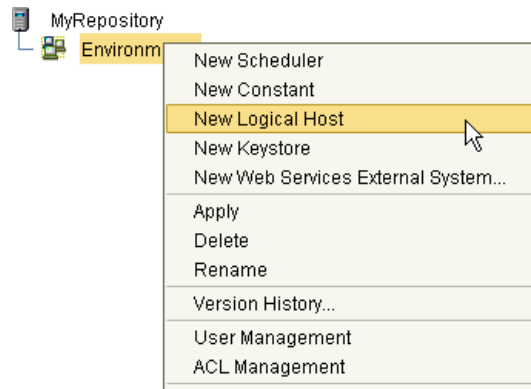 MyRepository
Environm
New Scheduler
New Constant
New Logical Host
New Keystore
New Web Services External System...
Apply
Delete
Rename
Version History...
User Management
ACL Management